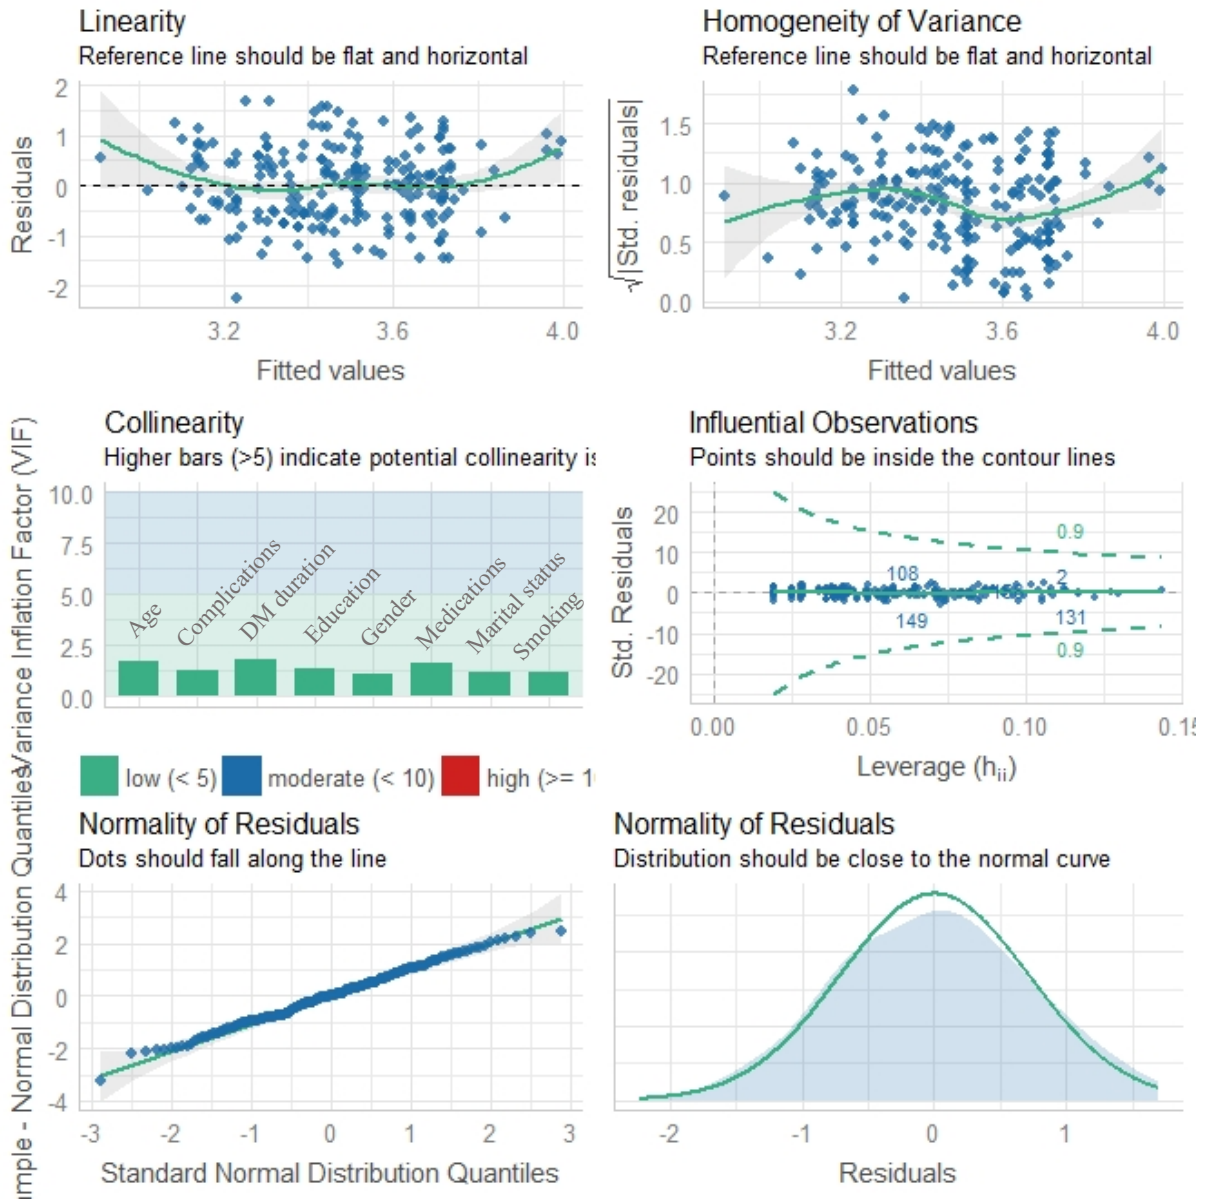 Linearity
Reference line should be flat and horizontal
2
1
0
-1
-2
Residuals
3.2 3.6 4.0
Fitted values
Homogeneity of Variance
Reference line should be flat and horizontal
1.5
1.0
0.5
0.0
√|Std. residuals|
3.2 3.6 4.0
Fitted values
Collinearity
Higher bars (>5) indicate potential collinearity is
10.0
7.5
5.0
2.5
0.0
Variance Inflation Factor (VIF)
Age
Complications
DM duration
Education
Gender
Medications
Marital status
Smoking
low (< 5) moderate (< 10) high (>= 1
Influential Observations
Points should be inside the contour lines
20
10
0
-10
-20
Std. Residuals
0.9
108
2
149
131
0.9
0.00 0.05 0.10 0.15
Leverage (hii)
Normality of Residuals
Dots should fall along the line
4
2
0
-2
-4
mple - Normal Distribution Quantiles
-3 -2 -1 0 1 2 3
Standard Normal Distribution Quantiles
Normality of Residuals
Distribution should be close to the normal curve
-2 -1 0 1
Residuals